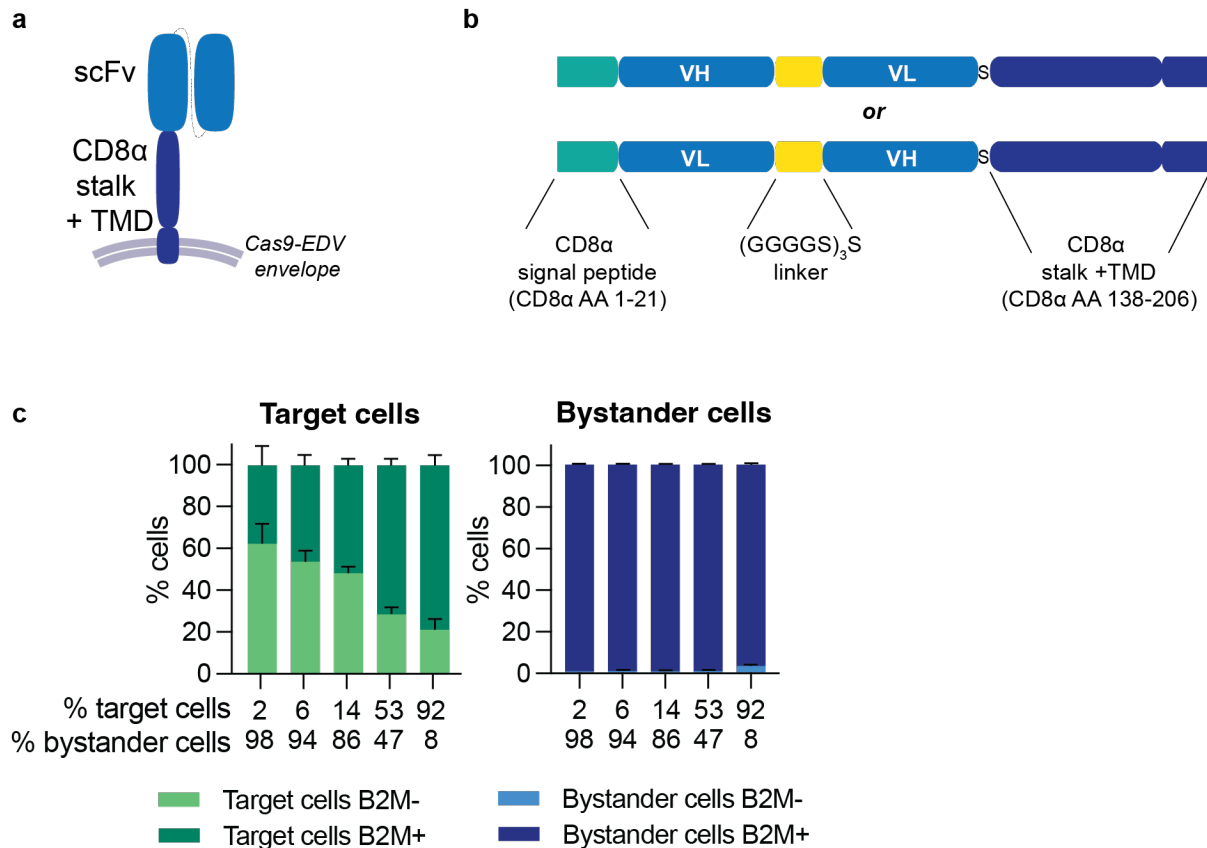 a
scFv
CD8α
stalk
+ TMD
Cas9-EDV
envelope
b
VH
VL
S
or
VL
VH
S
CD8α
signal peptide
(CD8α AA 1-21)
(GGGGS)₃S
linker
CD8α
stalk +TMD
(CD8α AA 138-206)
c
Target cells
% cells
100
80
60
40
20
0
Bystander cells
% cells
100
80
60
40
20
0
% target cells 2 6 14 53 92 2 6 14 53 92
% bystander cells 98 94 86 47 8 98 94 86 47 8
Target cells B2M-
Target cells B2M+
Bystander cells B2M-
Bystander cells B2M+